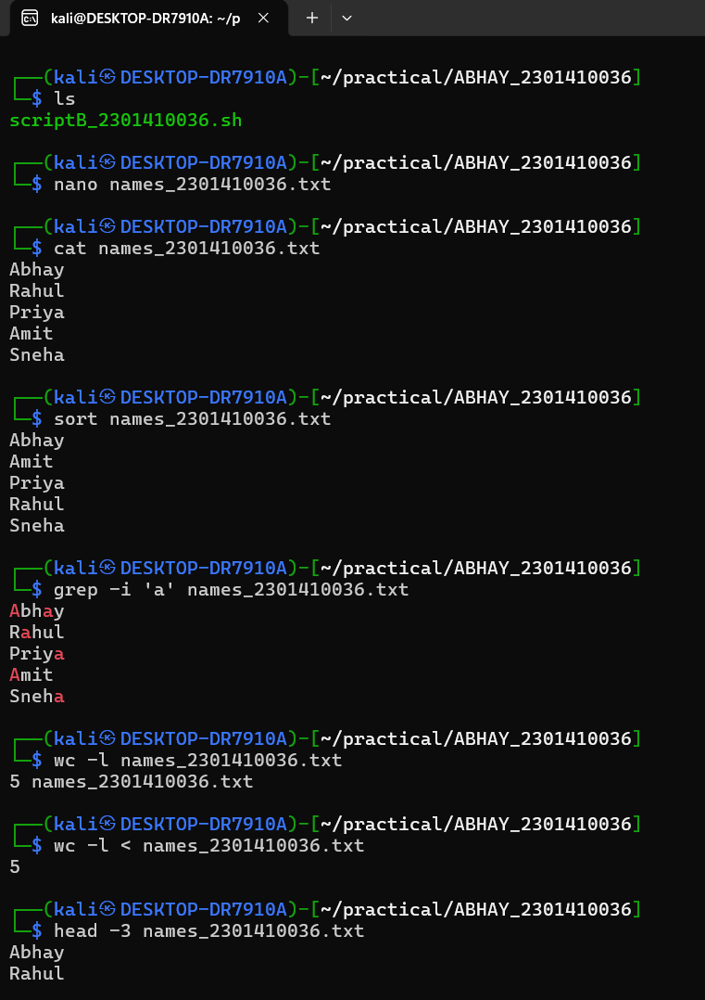 kali@DESKTOP-DR7910A: ~/p
┌──(kali㉿DESKTOP-DR7910A)-[~/practical/ABHAY_2301410036]
└─$ ls
scriptB_2301410036.sh
┌──(kali㉿DESKTOP-DR7910A)-[~/practical/ABHAY_2301410036]
└─$ nano names_2301410036.txt
┌──(kali㉿DESKTOP-DR7910A)-[~/practical/ABHAY_2301410036]
└─$ cat names_2301410036.txt
Abhay
Rahul
Priya
Amit
Sneha
┌──(kali㉿DESKTOP-DR7910A)-[~/practical/ABHAY_2301410036]
└─$ sort names_2301410036.txt
Abhay
Amit
Priya
Rahul
Sneha
┌──(kali㉿DESKTOP-DR7910A)-[~/practical/ABHAY_2301410036]
└─$ grep -i 'a' names_2301410036.txt
Abhay
Rahul
Priya
Amit
Sneha
┌──(kali㉿DESKTOP-DR7910A)-[~/practical/ABHAY_2301410036]
└─$ wc -l names_2301410036.txt
5 names_2301410036.txt
┌──(kali㉿DESKTOP-DR7910A)-[~/practical/ABHAY_2301410036]
└─$ wc -l < names_2301410036.txt
5
┌──(kali㉿DESKTOP-DR7910A)-[~/practical/ABHAY_2301410036]
└─$ head -3 names_2301410036.txt
Abhay
Rahul